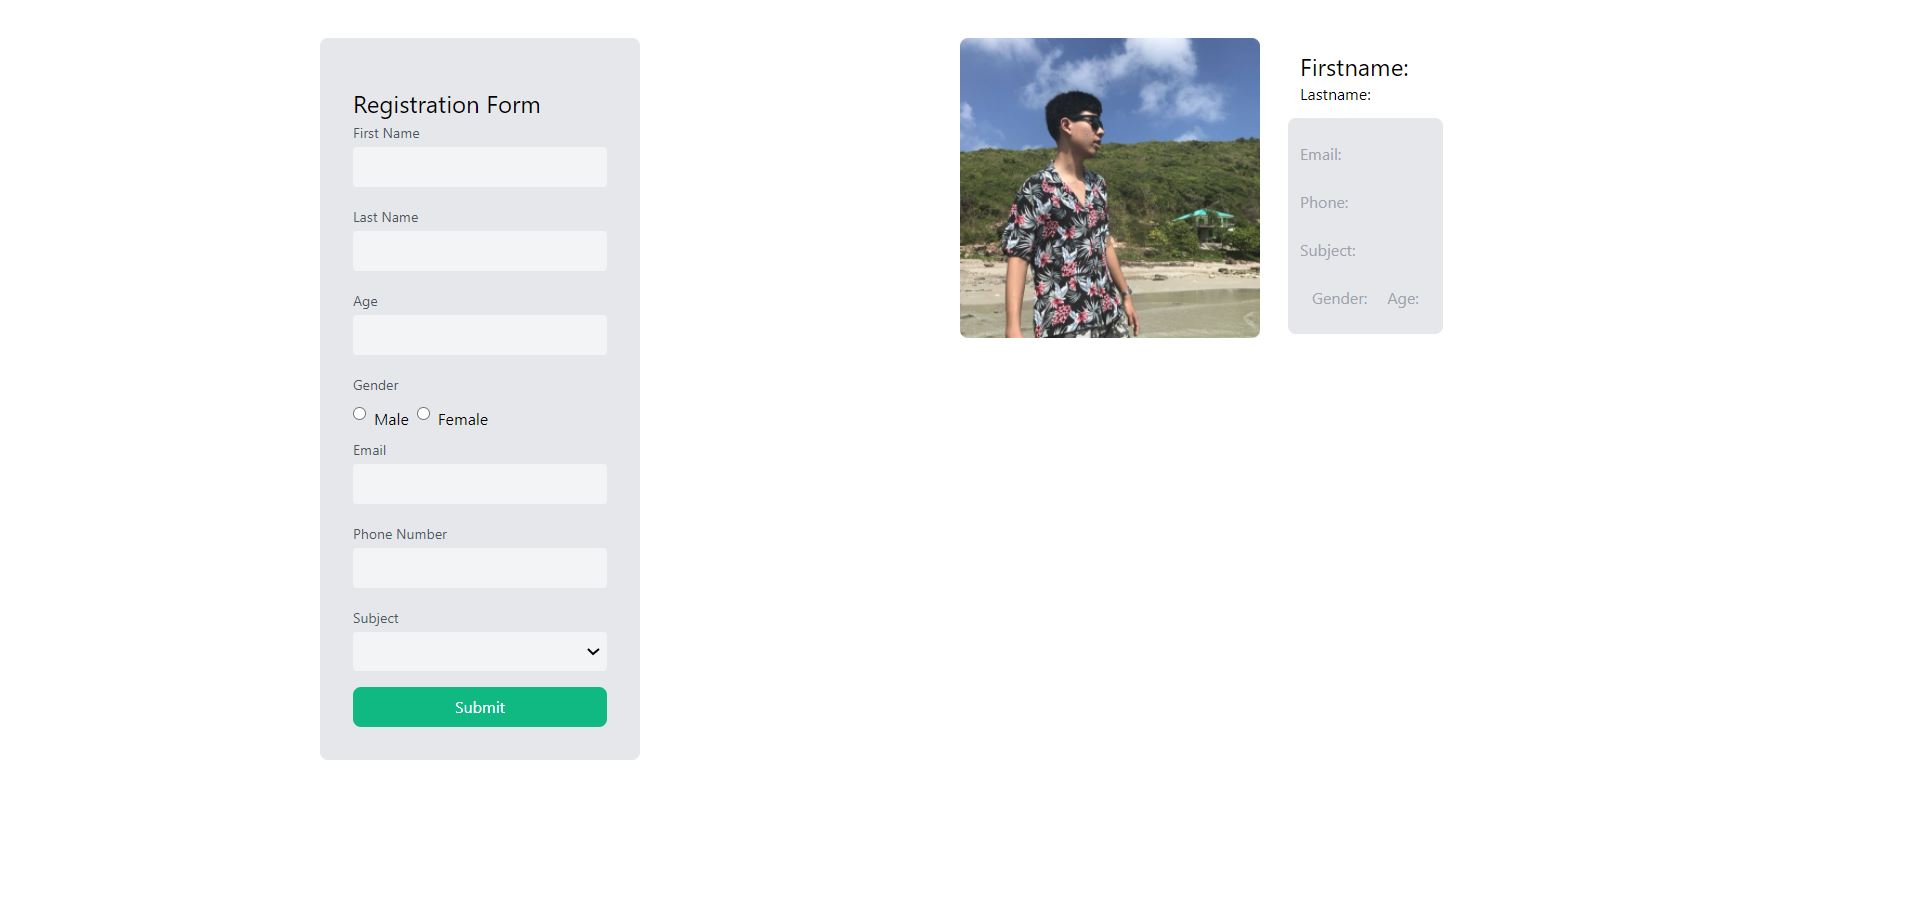 Registration Form
First Name
Last Name
Age
Gender
Male Female
Email
Phone Number
Subject
Submit
Firstname:
Lastname:
Email:
Phone:
Subject:
Gender: Age: